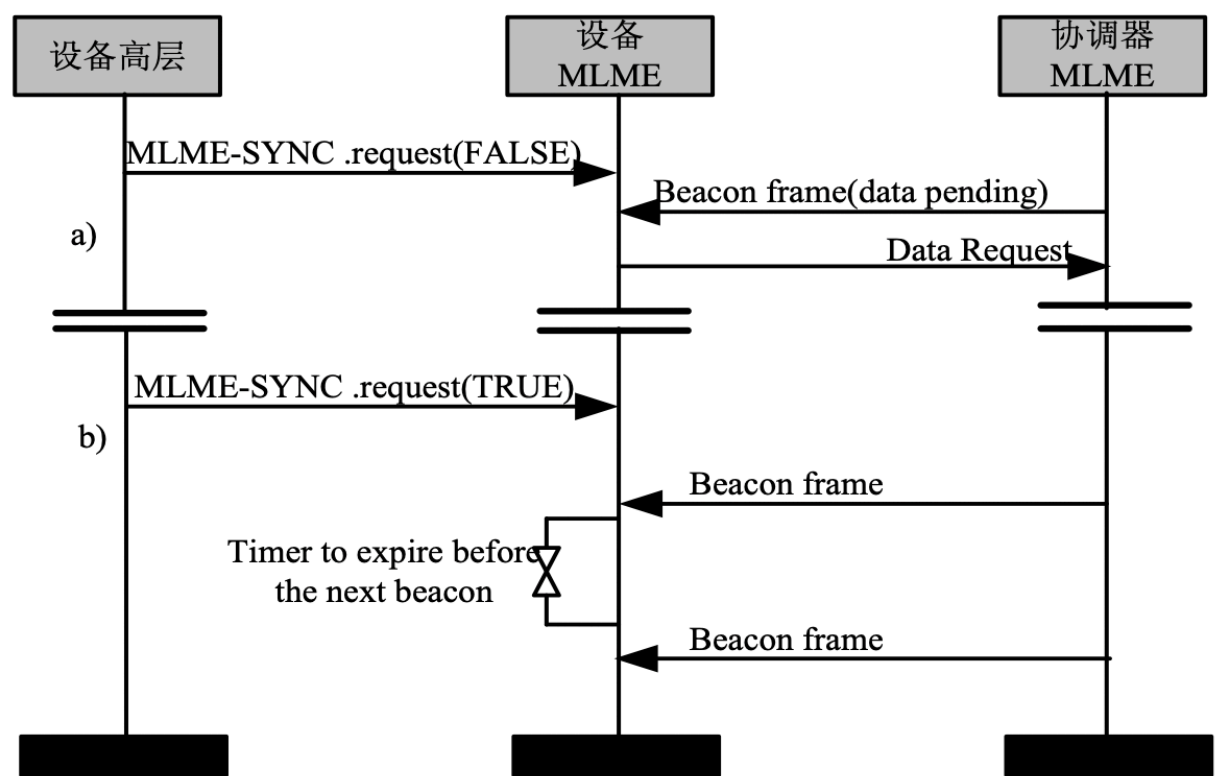 设备高层
设备
MLME
协调器
MLME
MLME-SYNC .request(FALSE)
Beacon frame(data pending)
a)
Data Request
MLME-SYNC .request(TRUE)
b)
Beacon frame
Timer to expire before
the next beacon
Beacon frame